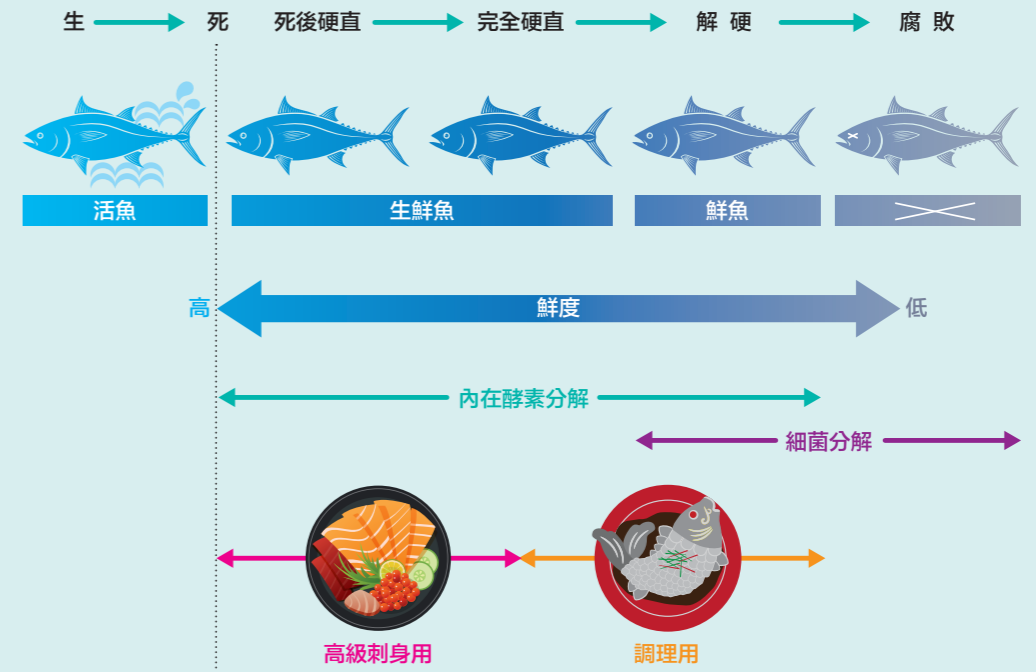 生 死 死後硬直 完全硬直 解硬 腐敗
活魚 生鮮魚 鮮魚
高 鮮度 低
內在酵素分解
細菌分解
高級刺身用 調理用